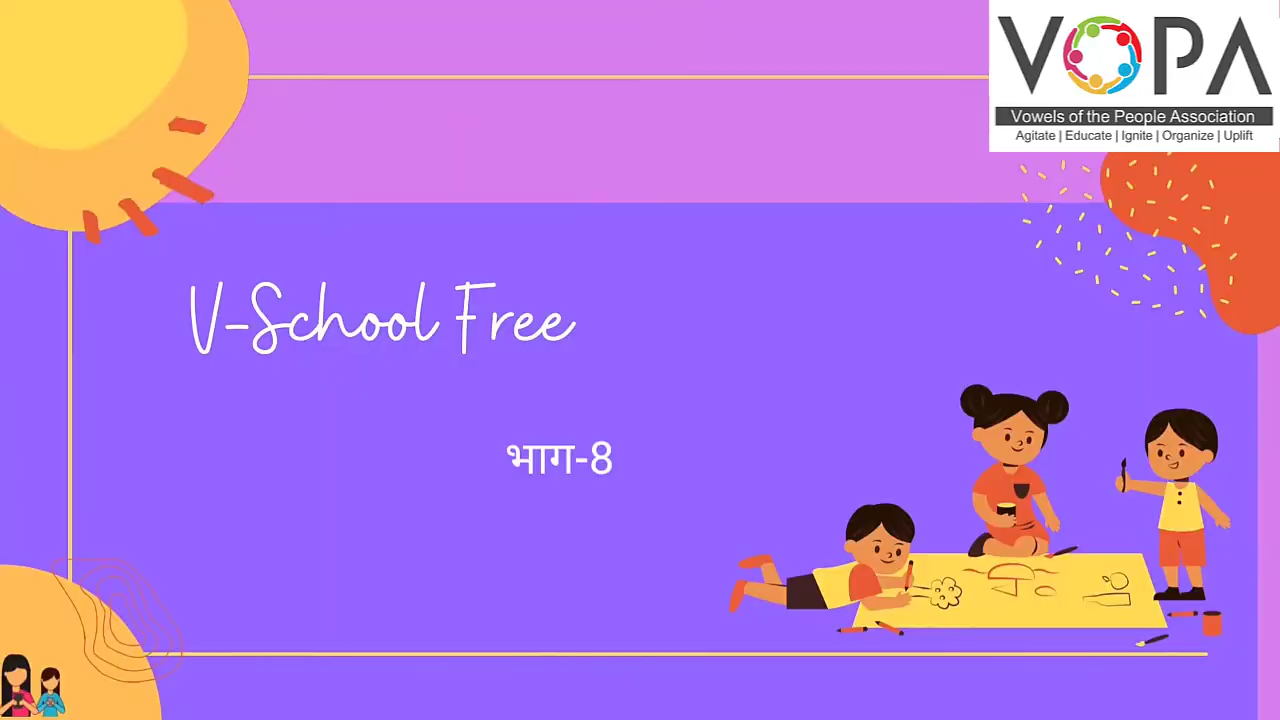 VOPA
Vowels of the People Association
Agitate | Educate | Ignite | Organize | Uplift
V-School Free
भाग-8